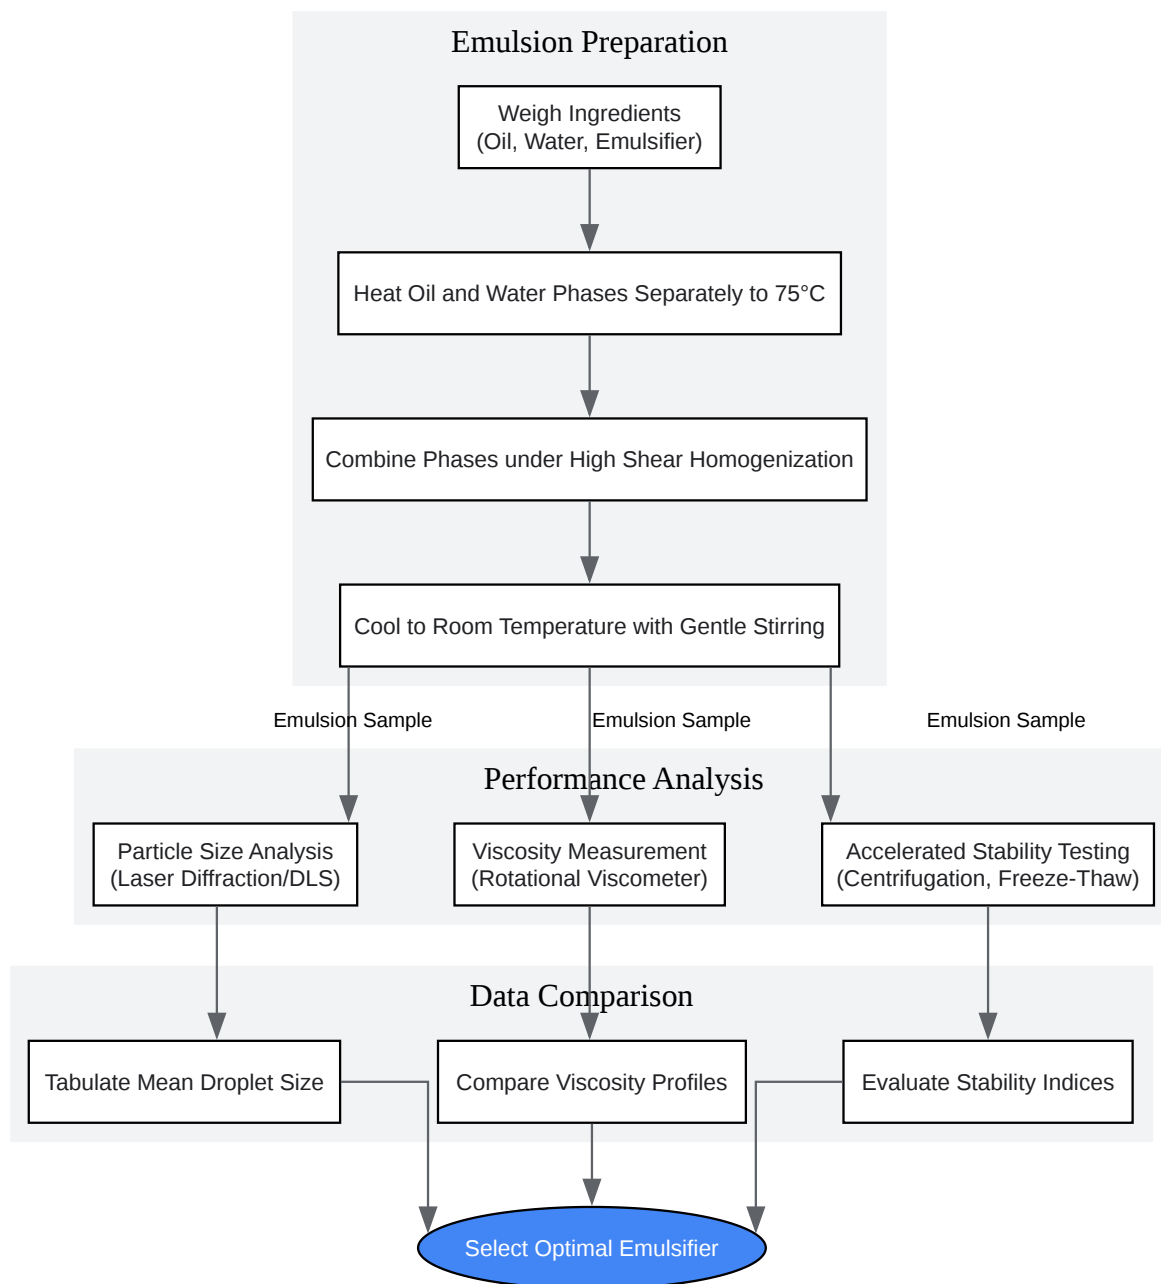 Emulsion Preparation
Weigh Ingredients
(Oil, Water, Emulsifier)
Heat Oil and Water Phases Separately to 75°C
Combine Phases under High Shear Homogenization
Cool to Room Temperature with Gentle Stirring
Emulsion Sample
Emulsion Sample
Emulsion Sample
Performance Analysis
Particle Size Analysis
(Laser Diffraction/DLS)
Viscosity Measurement
(Rotational Viscometer)
Accelerated Stability Testing
(Centrifugation, Freeze-Thaw)
Data Comparison
Tabulate Mean Droplet Size
Compare Viscosity Profiles
Evaluate Stability Indices
Select Optimal Emulsifier